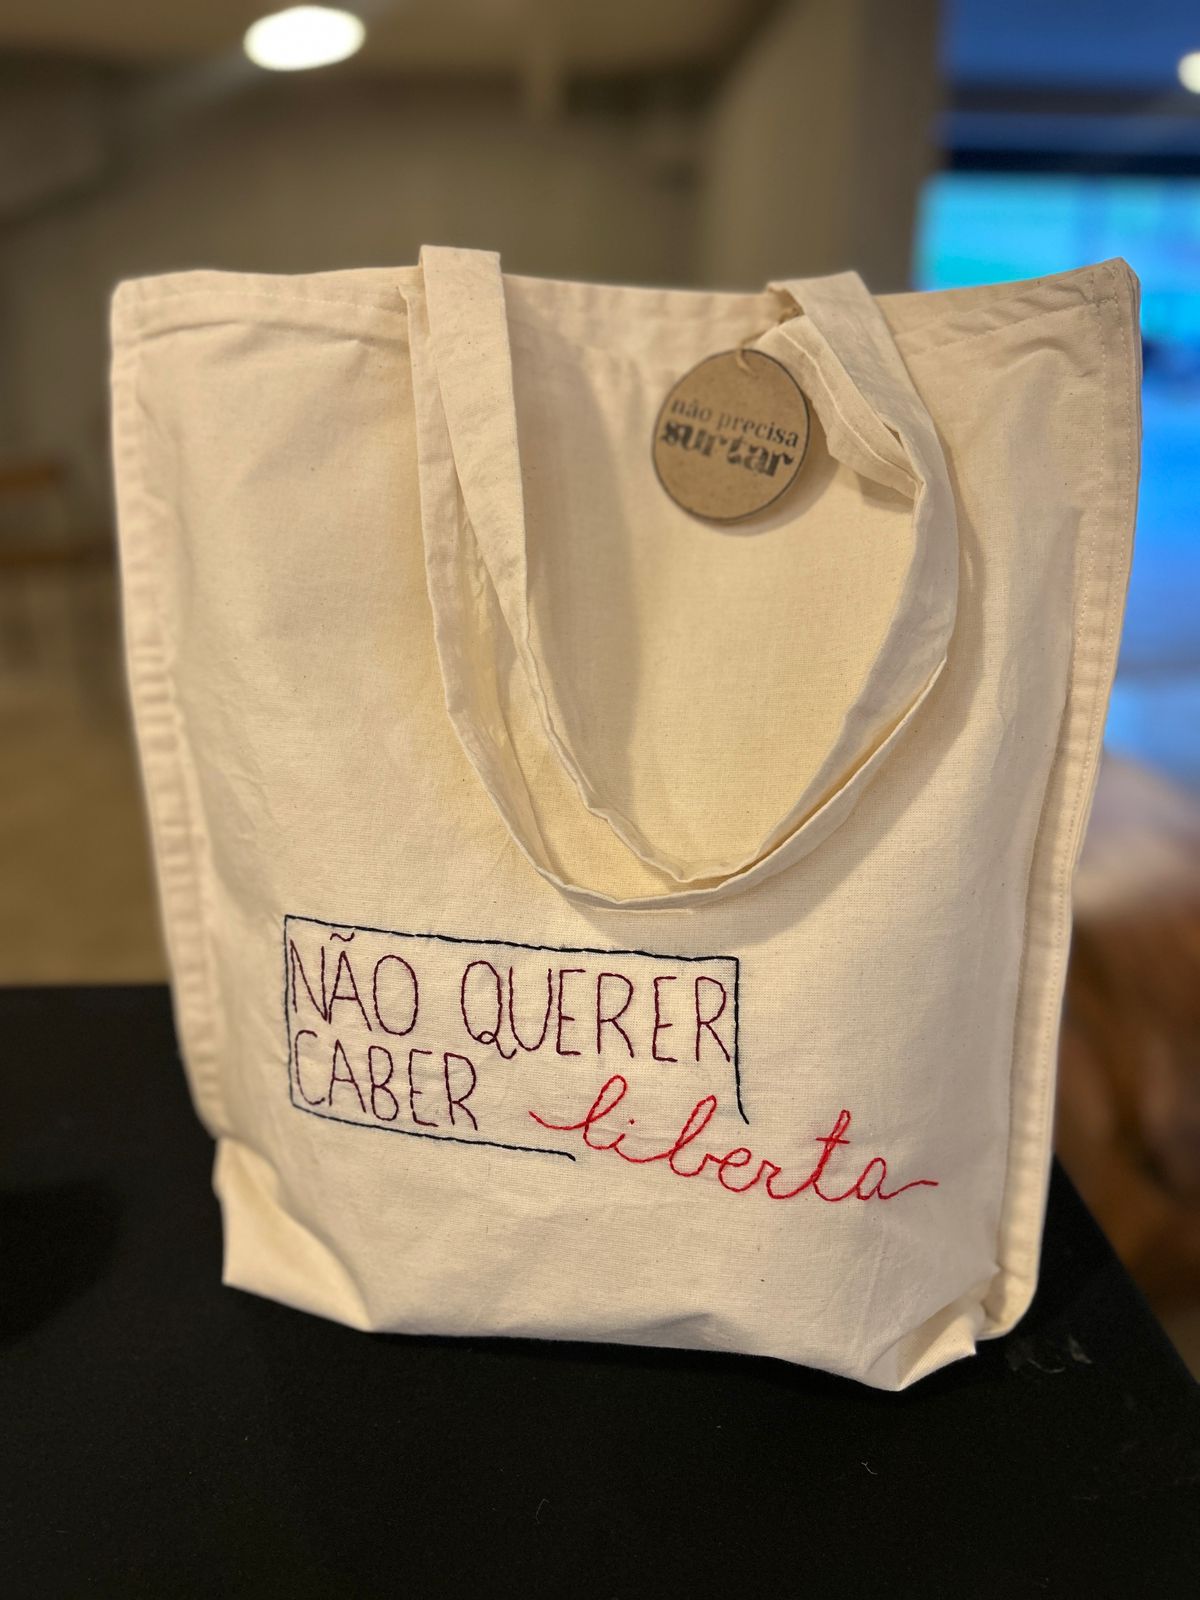 não precisa
surtar
NÃO QUERER
CABER liberta